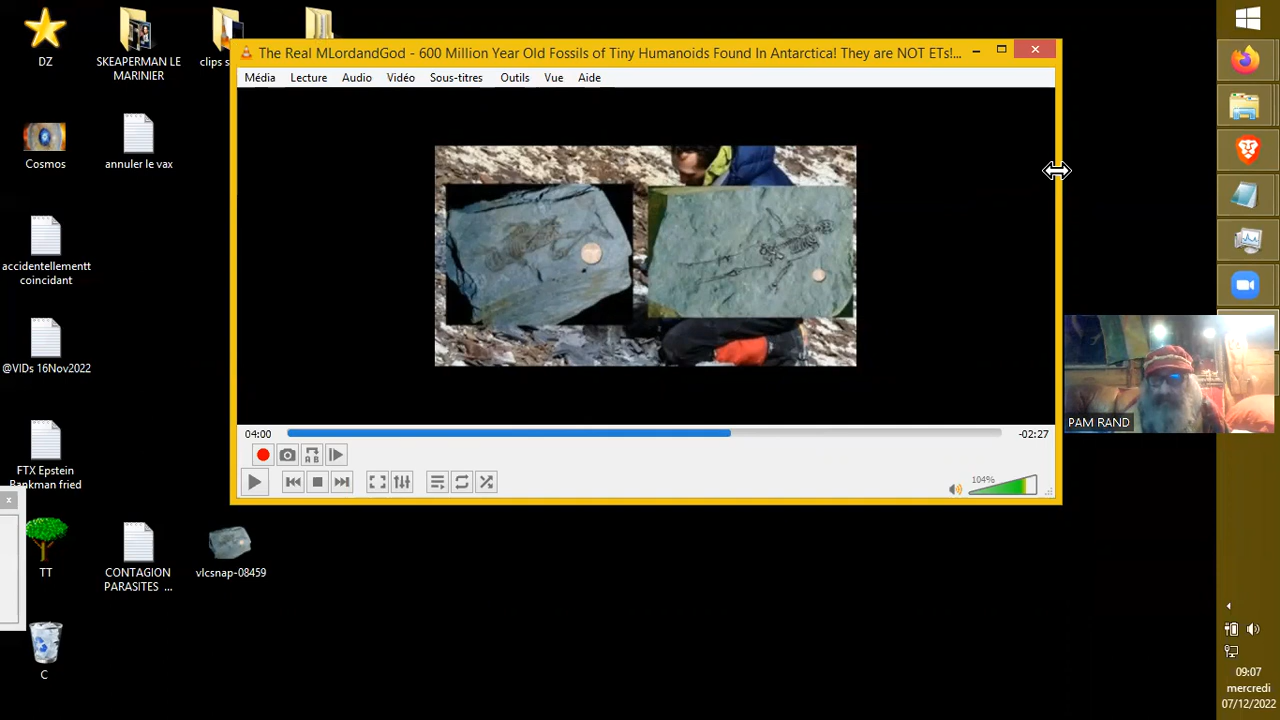 DZ
SKEAPERMAN LE
MARINIER
clips s
The Real MLordandGod - 600 Million Year Old Fossils of Tiny Humanoids Found In Antarctica! They are NOT ETs!...
Média Lecture Audio Vidéo Sous-titres Outils Vue Aide
Cosmos
annuler le vax
accidentellementt
coincidant
@VIDs 16Nov2022
PAM RAND
04:00
-02:27
A B
104%
FTX Epstein
Bankman fried
x
TT
CONTAGION
PARASITES ...
vlcsnap-08459
C
09:07
mercredi
07/12/2022